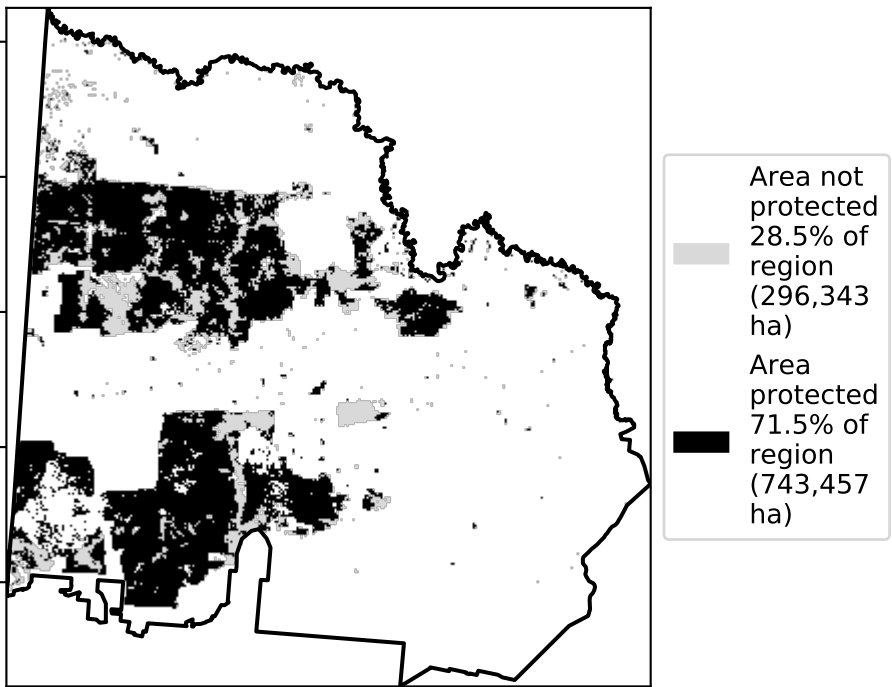 Area not
protected
28.5% of
region
(296,343
ha)
Area
protected
71.5% of
region
(743,457
ha)